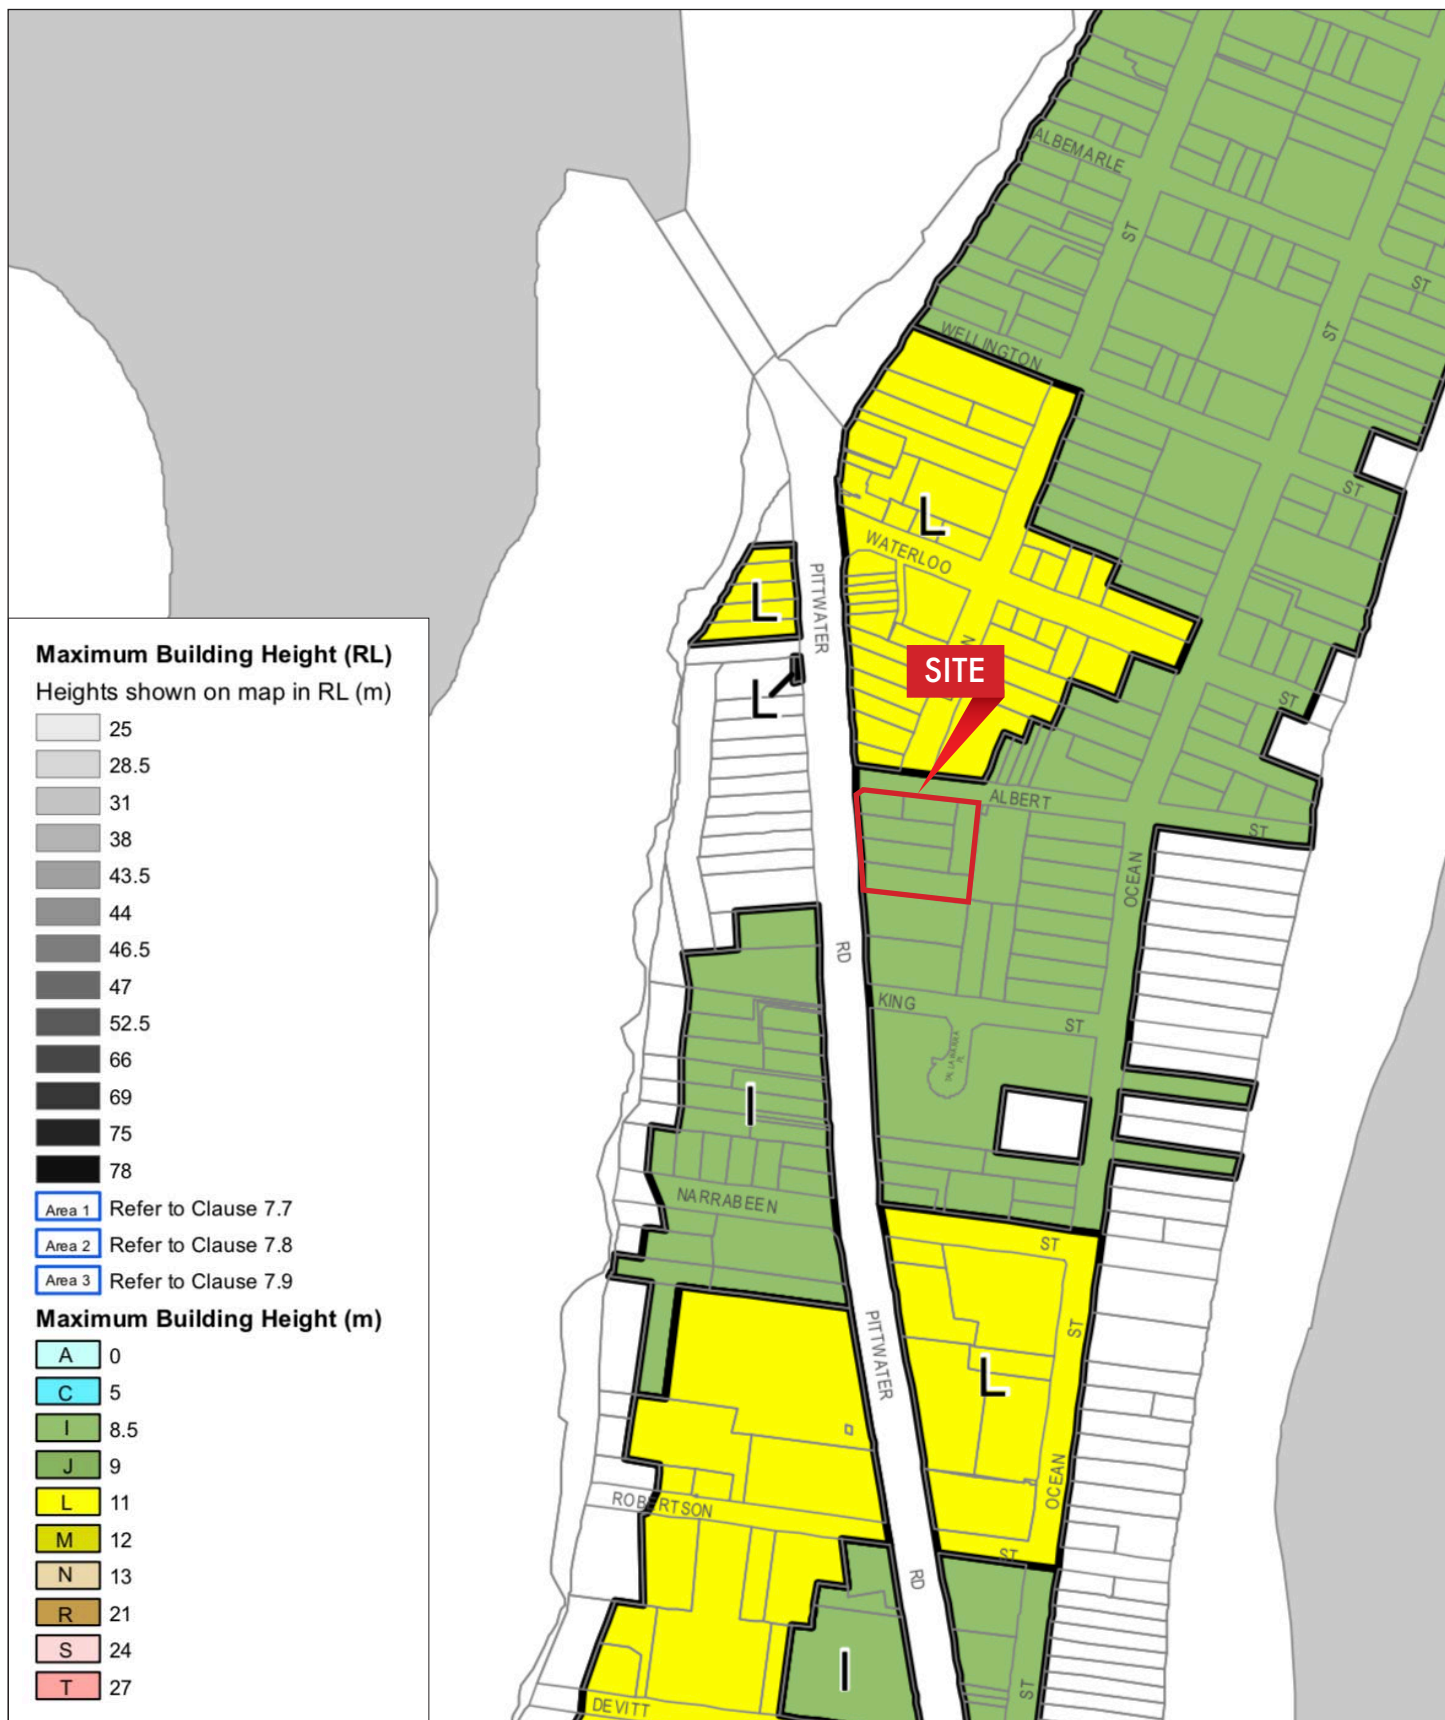 ALBEMARLE
ST
ST
ST
WELLINGTON
ST
L
WATERLOO
PITTWATER
L
L
SITE
ST
ALBERT
ST
OCEAN
RD
KING
ST
I
NARRABEEN
ST
PITTWATER
ST
L
OCEAN
ROBERTSON
ST
RD
I
ST
DEVITT
Maximum Building Height (RL)
Heights shown on map in RL (m)
25
28.5
31
38
43.5
44
46.5
47
52.5
66
69
75
78
Area 1 Refer to Clause 7.7
Area 2 Refer to Clause 7.8
Area 3 Refer to Clause 7.9
Maximum Building Height (m)
A 0
C 5
I 8.5
J 9
L 11
M 12
N 13
R 21
S 24
T 27